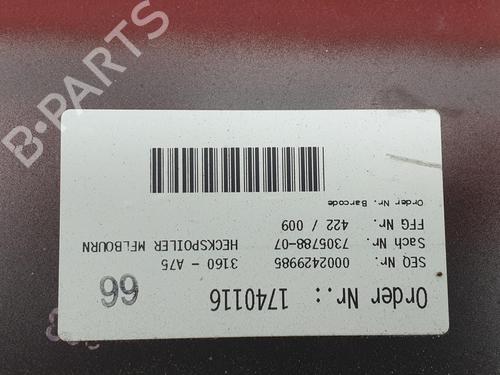 Order Nr.: 1740116
SEQ Nr. 0002429985 3160 - A75
Sach Nr. 7305788-07 HECKSPOILER MELBOURN
FFG Nr. 422 / 009
Order Nr. Barcode
66
B-PARTS